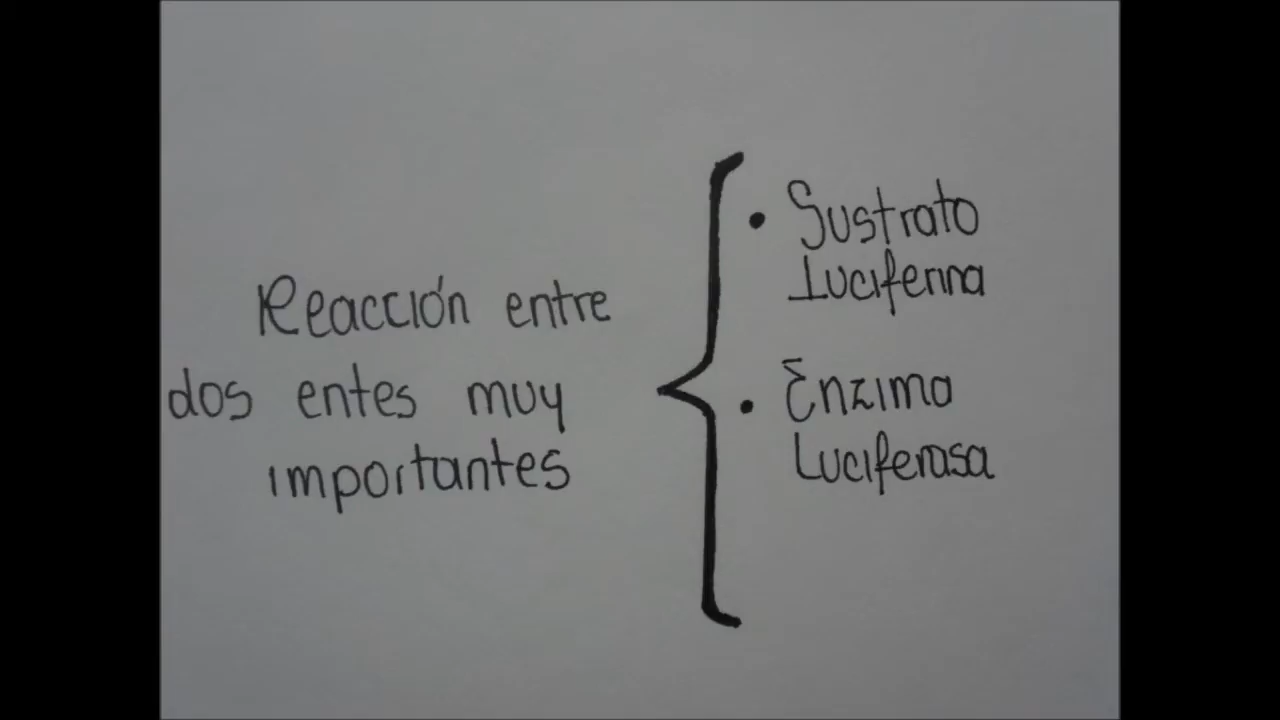 Reacción entre
dos entes muy
importantes
• Sustrato
Luciferina
• Enzima
Luciferasa